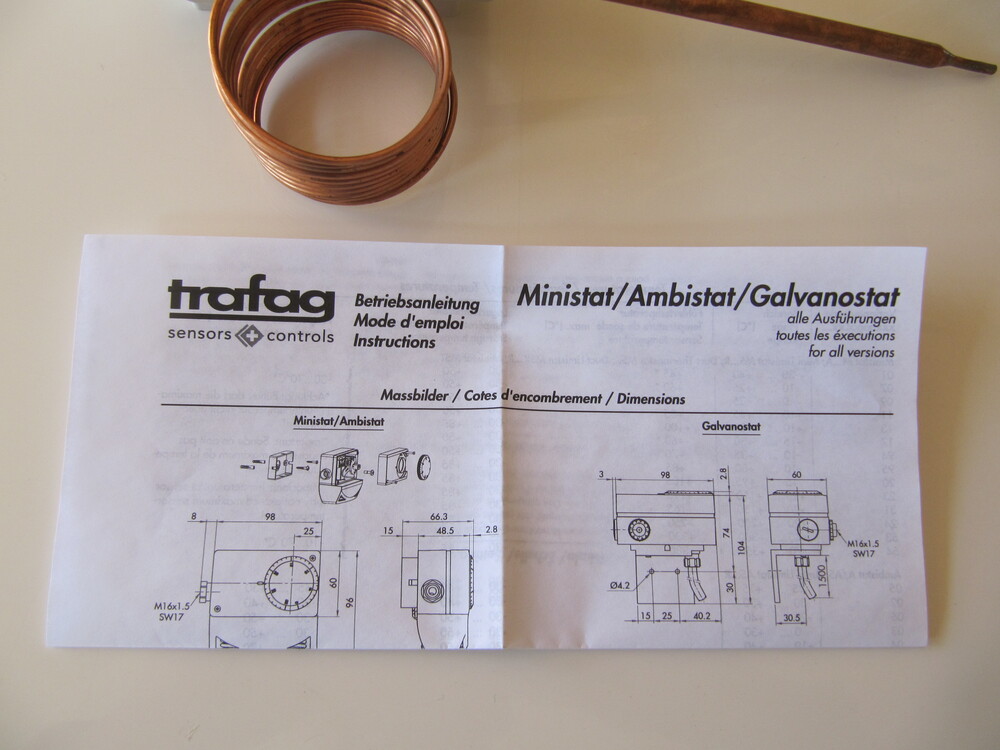 trafag
sensors controls
Betriebsanleitung
Mode d'emploi
Instructions
Ministat/Ambistat/Galvanostat
alle Ausführungen
toutes les éxecutions
for all versions
Massbilder / Cotes d'encombrement / Dimensions
Ministat/Ambistat
8
98
25
60
96
M16x1.5
SW17
66.3
15
48.5
2.8
Galvanostat
3
98
2.8
74
104
30
Ø4.2
15
25
40.2
60
M16x1.5
SW17
1500
30.5